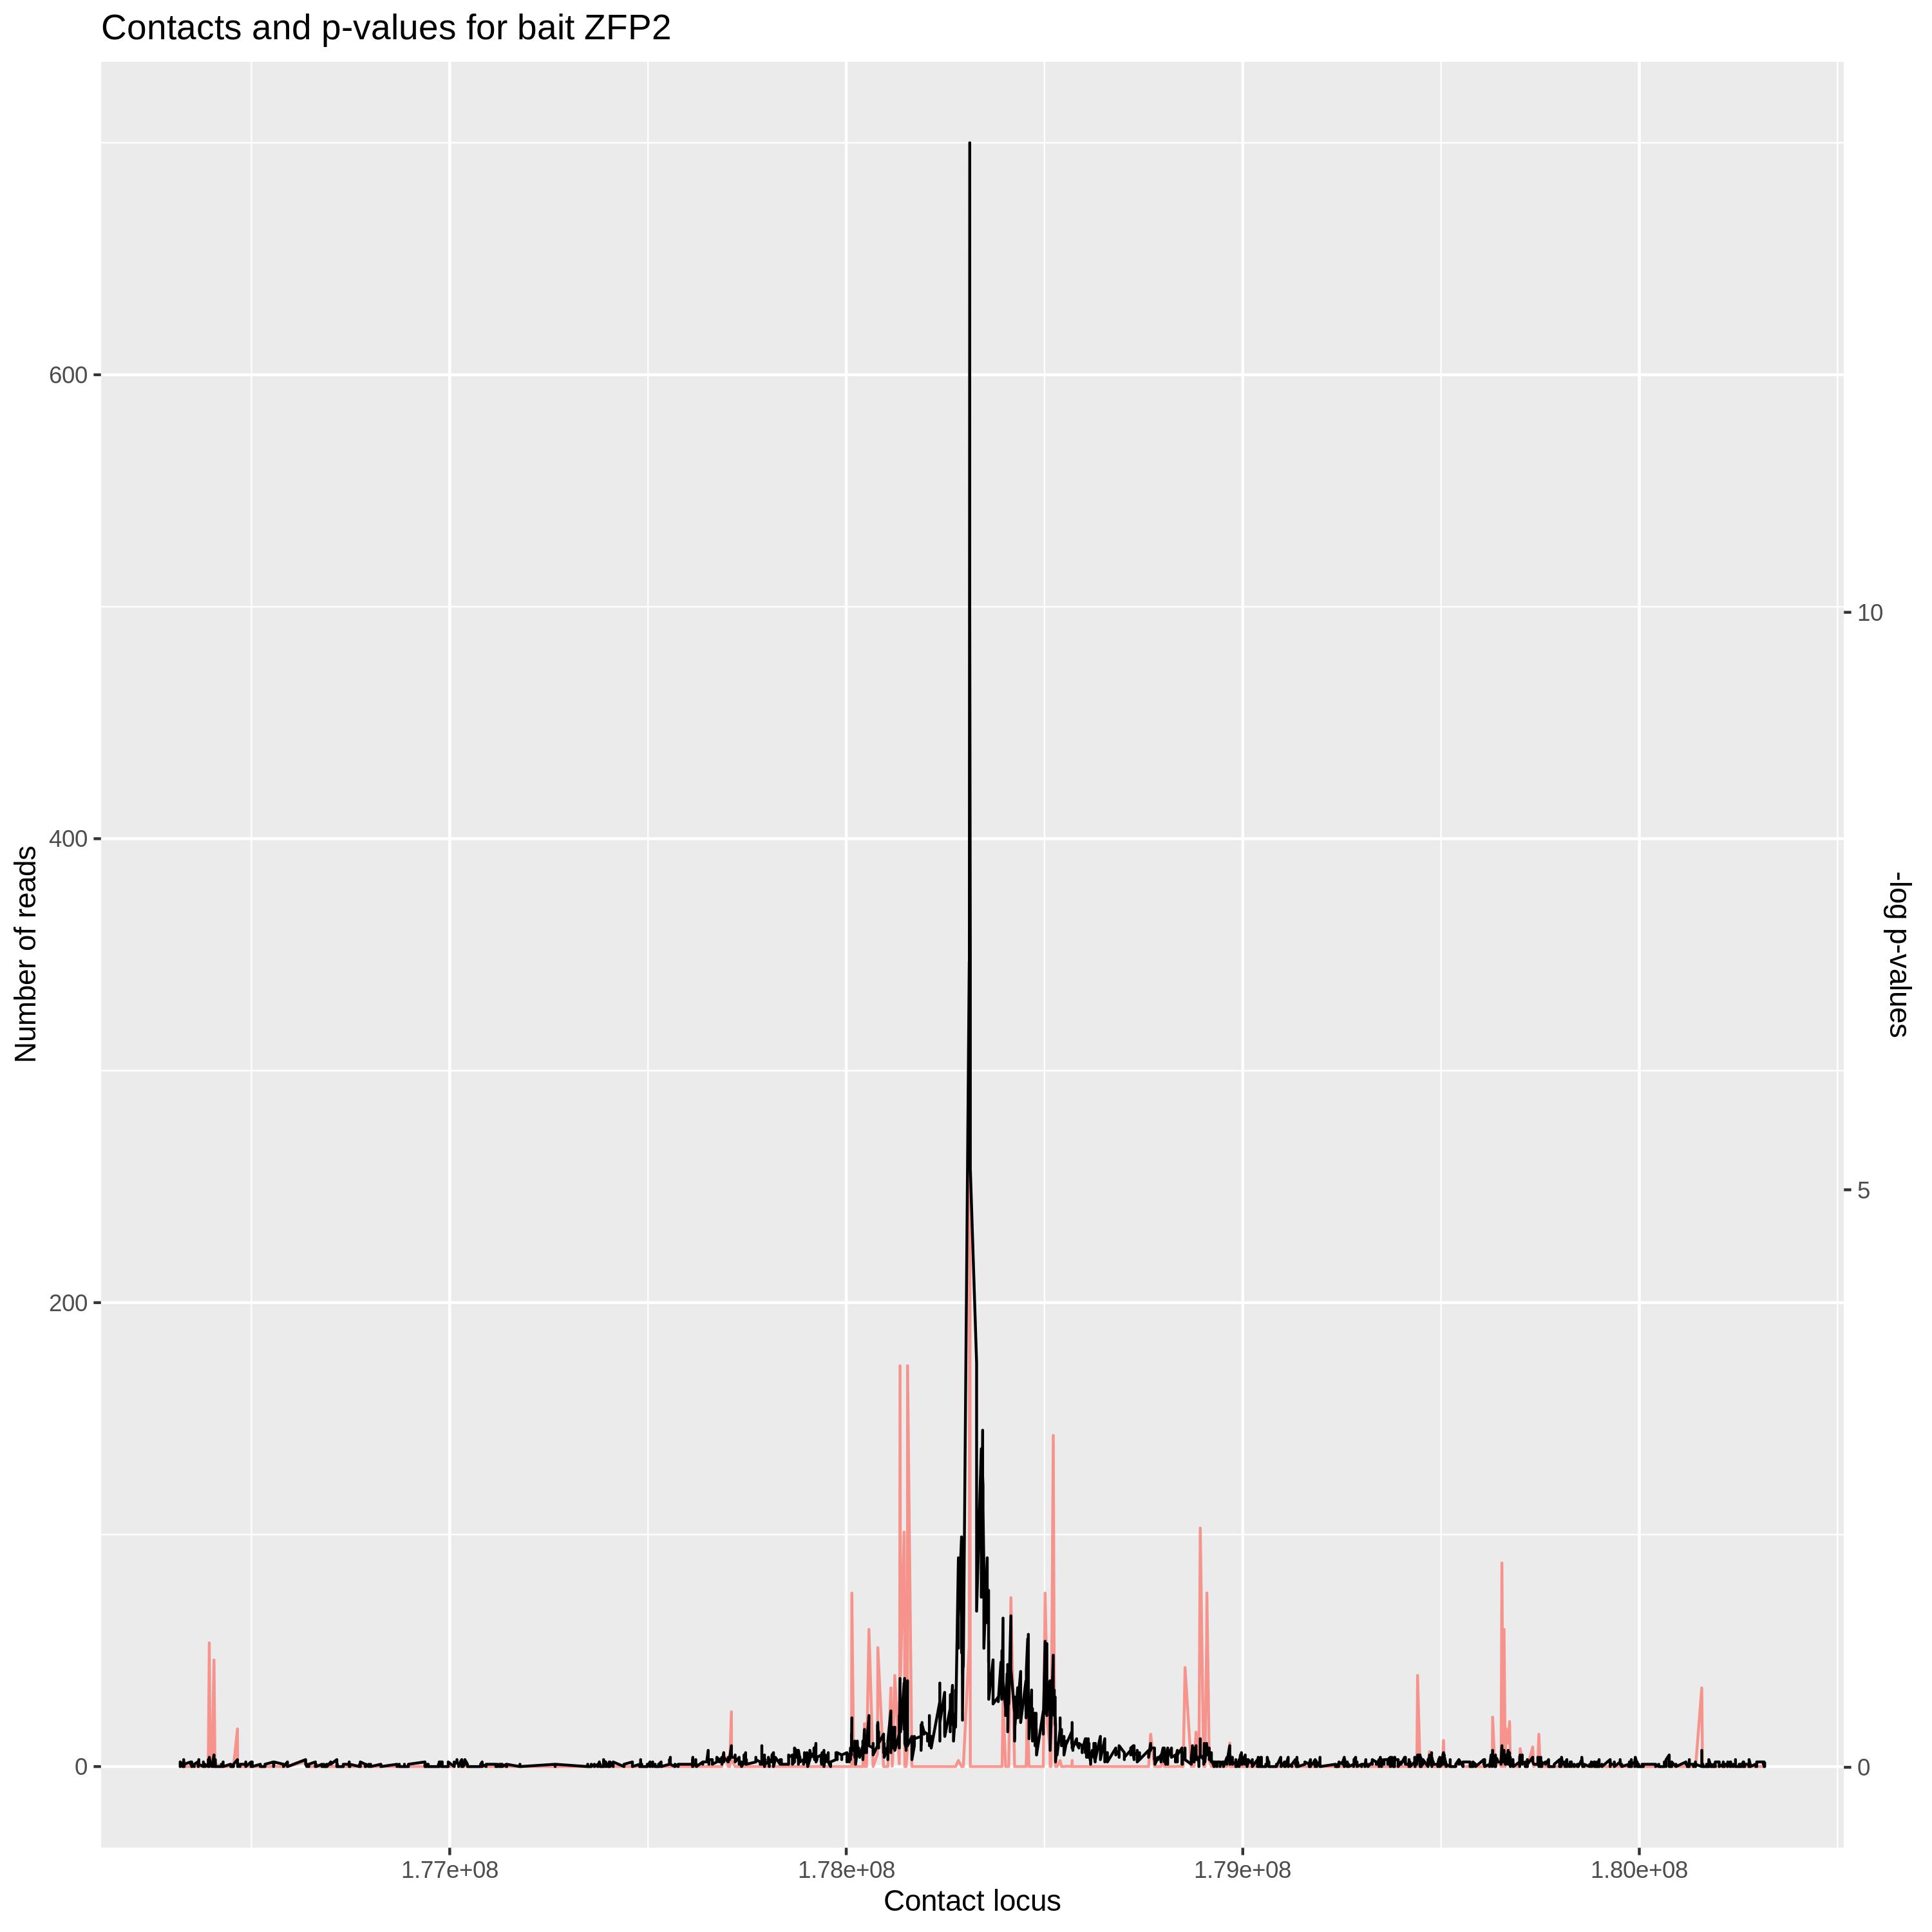 Contacts and p-values for bait ZFP2
Number of reads
600
400
200
0
10
5
0
-log p-values
1.77e+08
1.78e+08
1.79e+08
1.80e+08
Contact locus